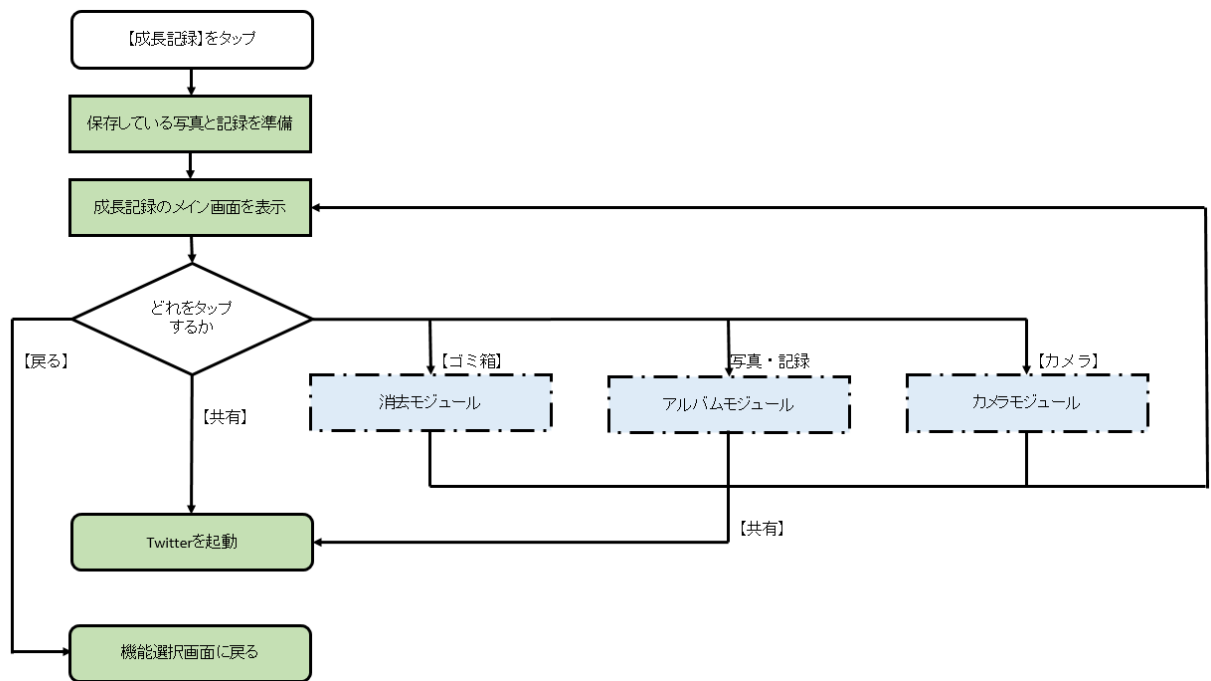 【成長記録】をタップ
保存している写真と記録を準備
成長記録のメイン画面を表示
どれをタップ
するか
【戻る】
【ゴミ箱】
写真・記録
【カメラ】
消去モジュール
アルバムモジュール
カメラモジュール
【共有】
【共有】
Twitterを起動
機能選択画面に戻る